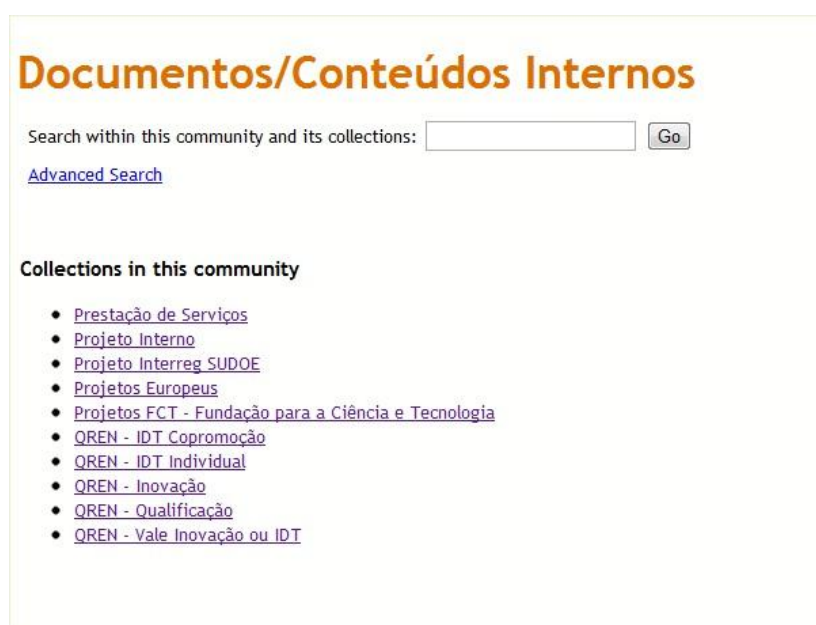 Documentos/Conteúdos Internos
Search within this community and its collections: Go
Advanced Search
Collections in this community
Prestação de Serviços
Projeto Interno
Projeto Interreg SUDOE
Projetos Europeus
Projetos FCT - Fundação para a Ciência e Tecnologia
QREN - IDT Copromoção
QREN - IDT Individual
QREN - Inovação
QREN - Qualificação
QREN - Vale Inovação ou IDT